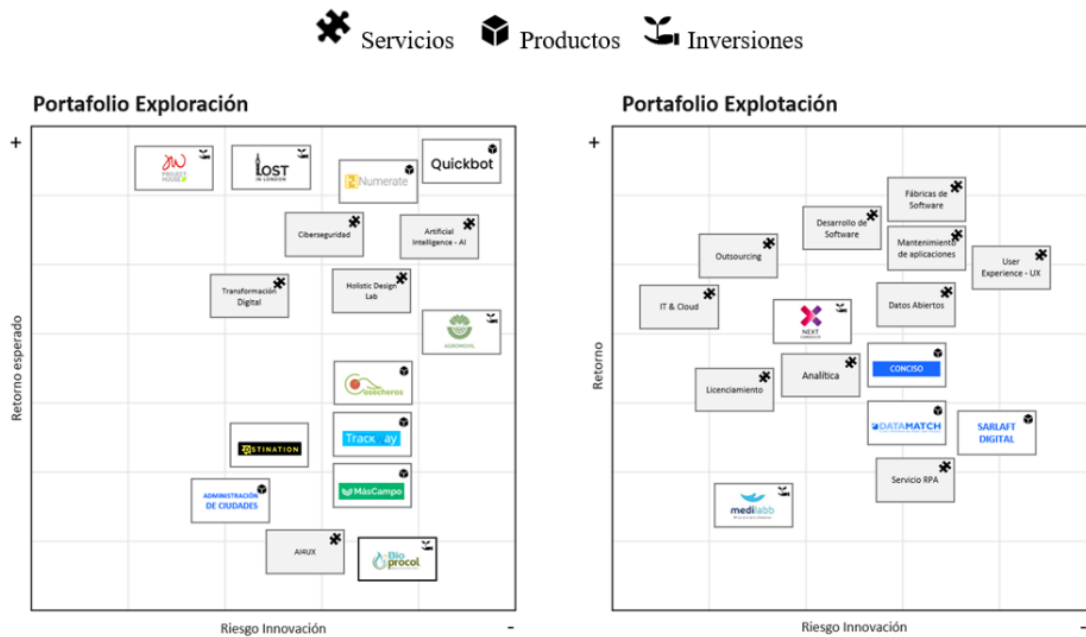 Servicios Productos Inversiones
Portafolio Exploración
+
Retorno esperado
PROJECT
HOUSE
LOST
IN LONDON
Numerate
Quickbot
Ciberseguridad
Artificial
Intelligence - AI
Transformación
Digital
Holistic Design
Lab
AGROMOVIL
Cosecheros
STINATION
Trackway
ADMINISTRACIÓN
DE CIUDADES
MásCampo
AI4UX
Bio
procol
Riesgo Innovación
-
Portafolio Explotación
+
Retorno
Fábricas de
Software
Desarrollo de
Software
Outsourcing
Mantenimiento
de aplicaciones
User
Experience - UX
IT & Cloud
Datos Abiertos
NEXT
Analítica
CONCISO
Licenciamiento
DATAMATCH
SARLAFT
DIGITAL
Servicio RPA
medilabb
Riesgo Innovación
-